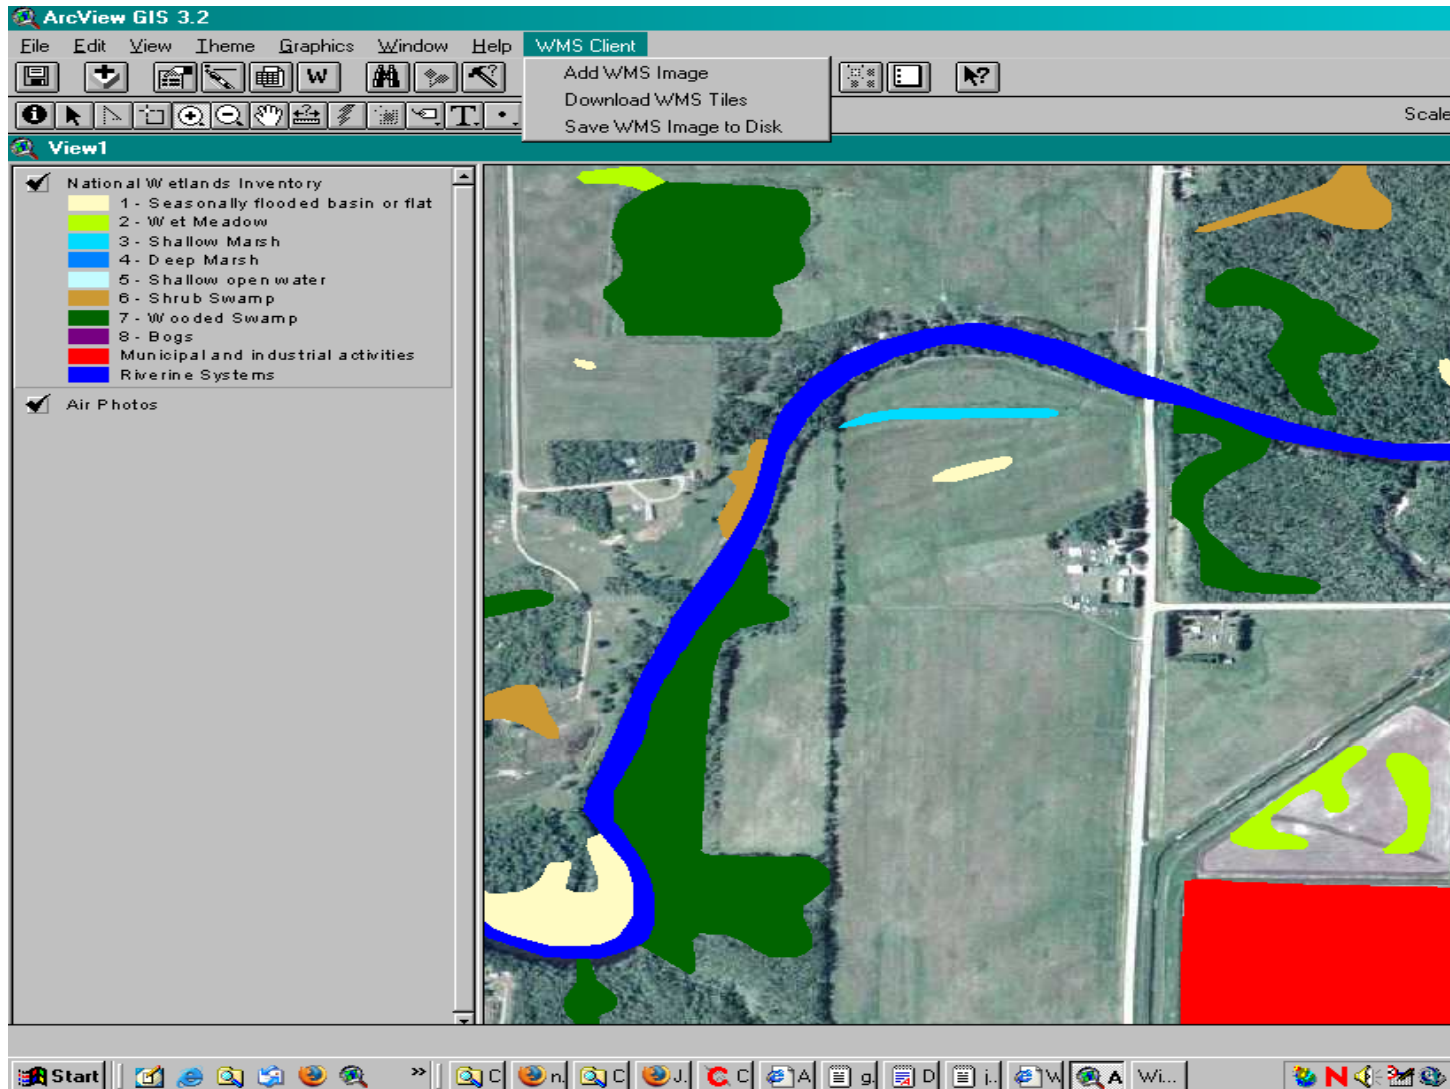 ArcView GIS 3.2
File Edit View Theme Graphics Window Help WMS Client
Add WMS Image
Download WMS Tiles
Save WMS Image to Disk
W
T
Scale
View1
National Wetlands Inventory
1 - Seasonally flooded basin or flat
2 - Wet Meadow
3 - Shallow Marsh
4 - Deep Marsh
5 - Shallow open water
6 - Shrub Swamp
7 - Wooded Swamp
8 - Bogs
Municipal and industrial activities
Riverine Systems
Air Photos
Start » C n. C J. C A g. D j.. W A Wi... N